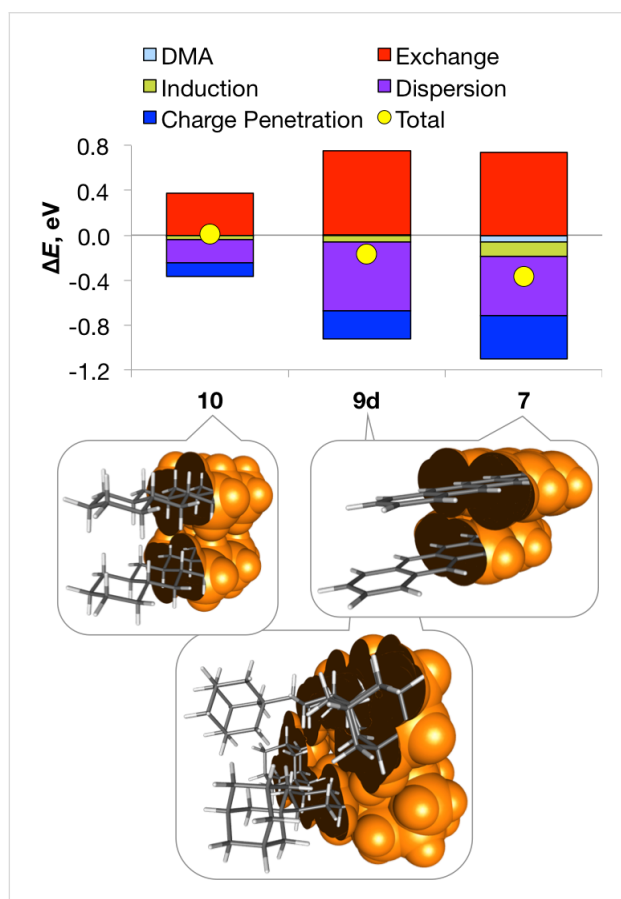 DMA Exchange
Induction Dispersion
Charge Penetration Total
0.8
0.4
0.0
-0.4
-0.8
-1.2
ΔE, eV
10 9d 7